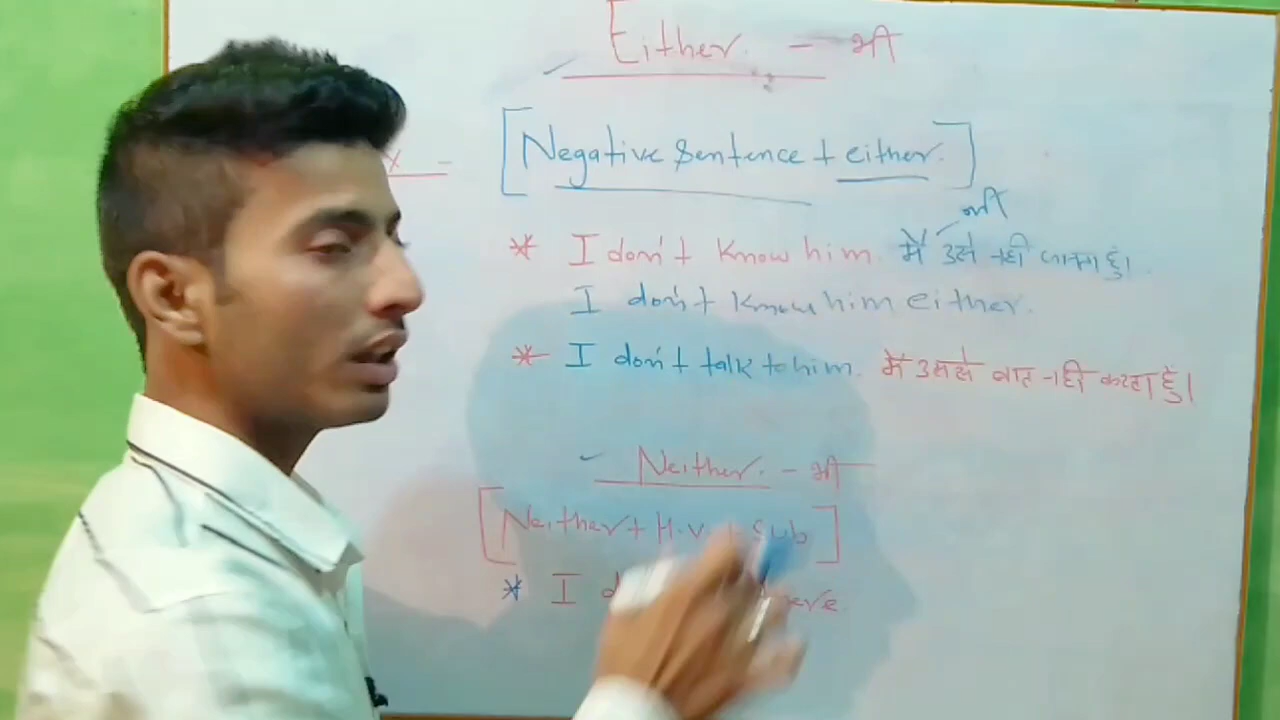 Either. - भी
[Negative Sentence + either.]
भी
* I don't know him. मैं उसे नही जानता हुं।
I don't know him either.
* I don't talk to him. मैं उससे बात नही करता हुं।
Neither. - भी
[Neither + H.V. + Sub]
* I